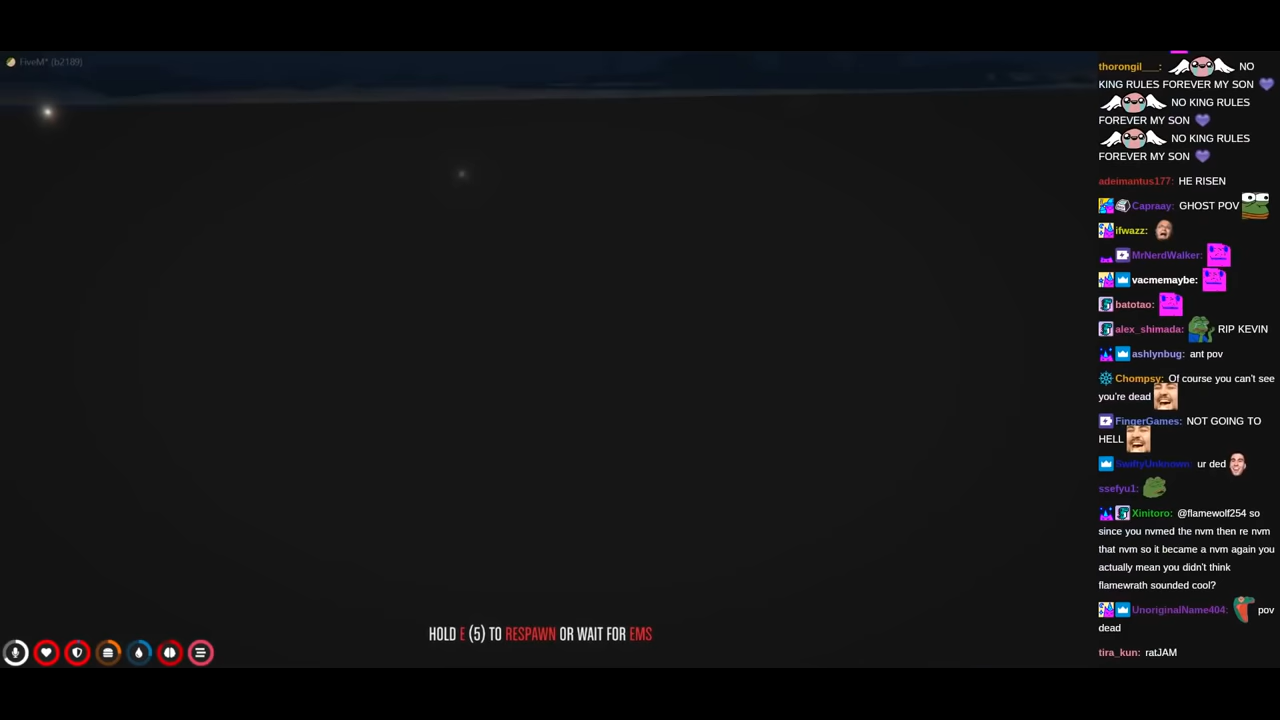 FiveM* (b2189)
thorongil___: NO
KING RULES FOREVER MY SON
NO KING RULES
FOREVER MY SON
NO KING RULES
FOREVER MY SON
adeimantus177: HE RISEN
Capraay: GHOST POV
ifwazz:
MrNerdWalker:
vacmemaybe:
batotao:
alex_shimada: RIP KEVIN
ashlynbug: ant pov
Chompsy: Of course you can't see
you're dead
FingerGames: NOT GOING TO
HELL
SwiftyUnknown: ur ded
ssefyu1:
Xinitoro: @flamewolf254 so
since you nvmed the nvm then re nvm
that nvm so it became a nvm again you
actually mean you didn't think
flamewrath sounded cool?
UnoriginalName404: pov
dead
tira_kun: ratJAM
HOLD E (5) TO RESPAWN OR WAIT FOR EMS